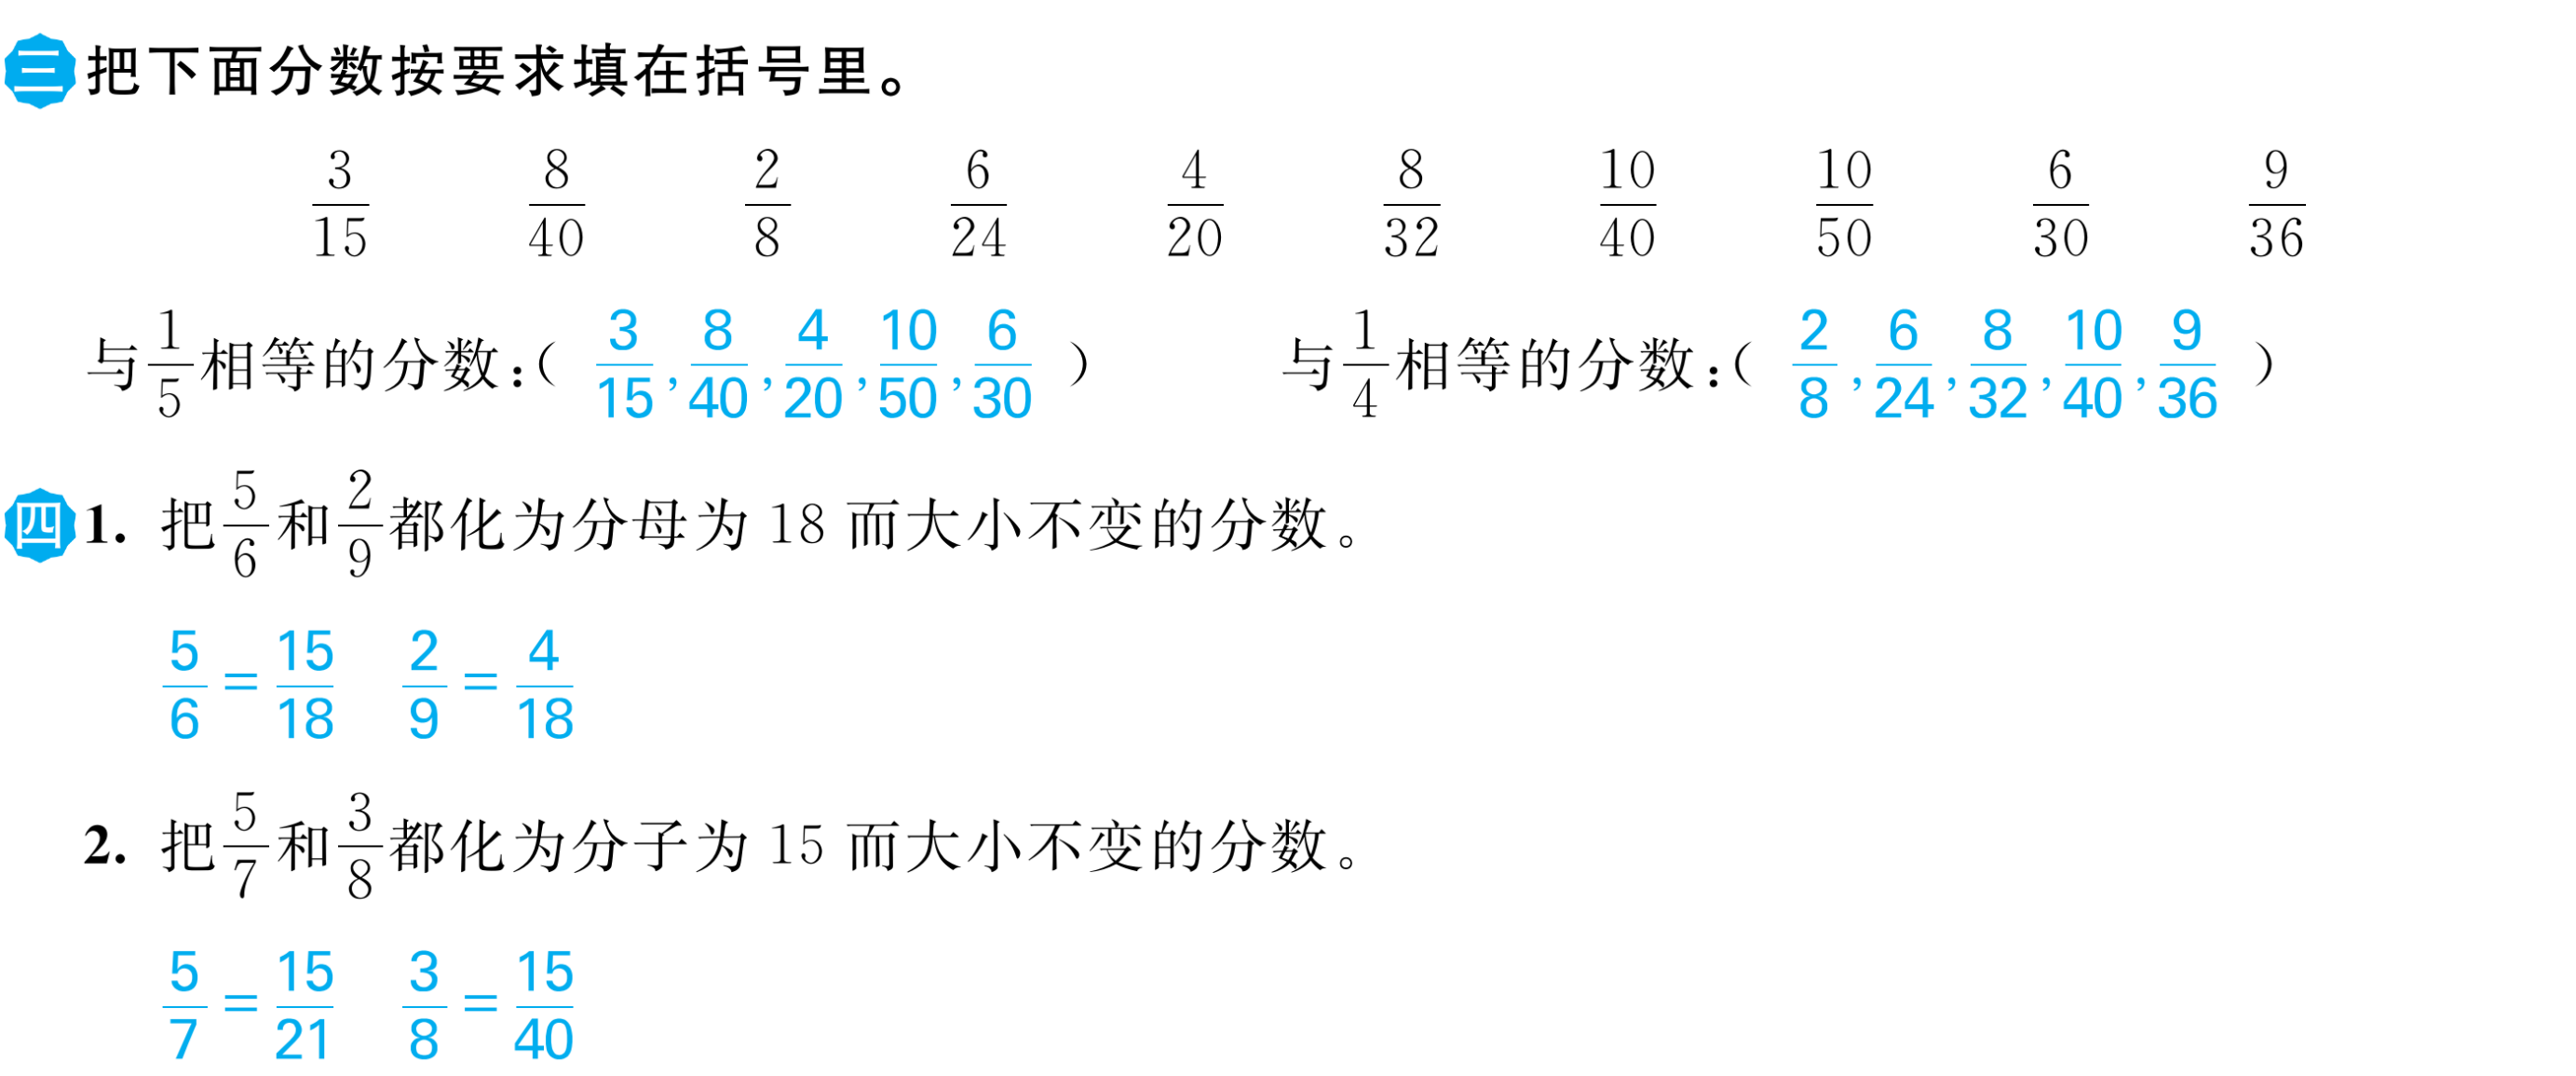 三 把下面分数按要求填在括号里。
3/15 8/40 2/8 6/24 4/20 8/32 10/40 10/50 6/30 9/36
与1/5相等的分数:( 3/15, 8/40, 4/20, 10/50, 6/30 ) 与1/4相等的分数:( 2/8, 6/24, 8/32, 10/40, 9/36 )
四 1. 把5/6和2/9都化为分母为 18 而大小不变的分数。
5/6=15/18 2/9=4/18
2. 把5/7和3/8都化为分子为 15 而大小不变的分数。
5/7=15/21 3/8=15/40